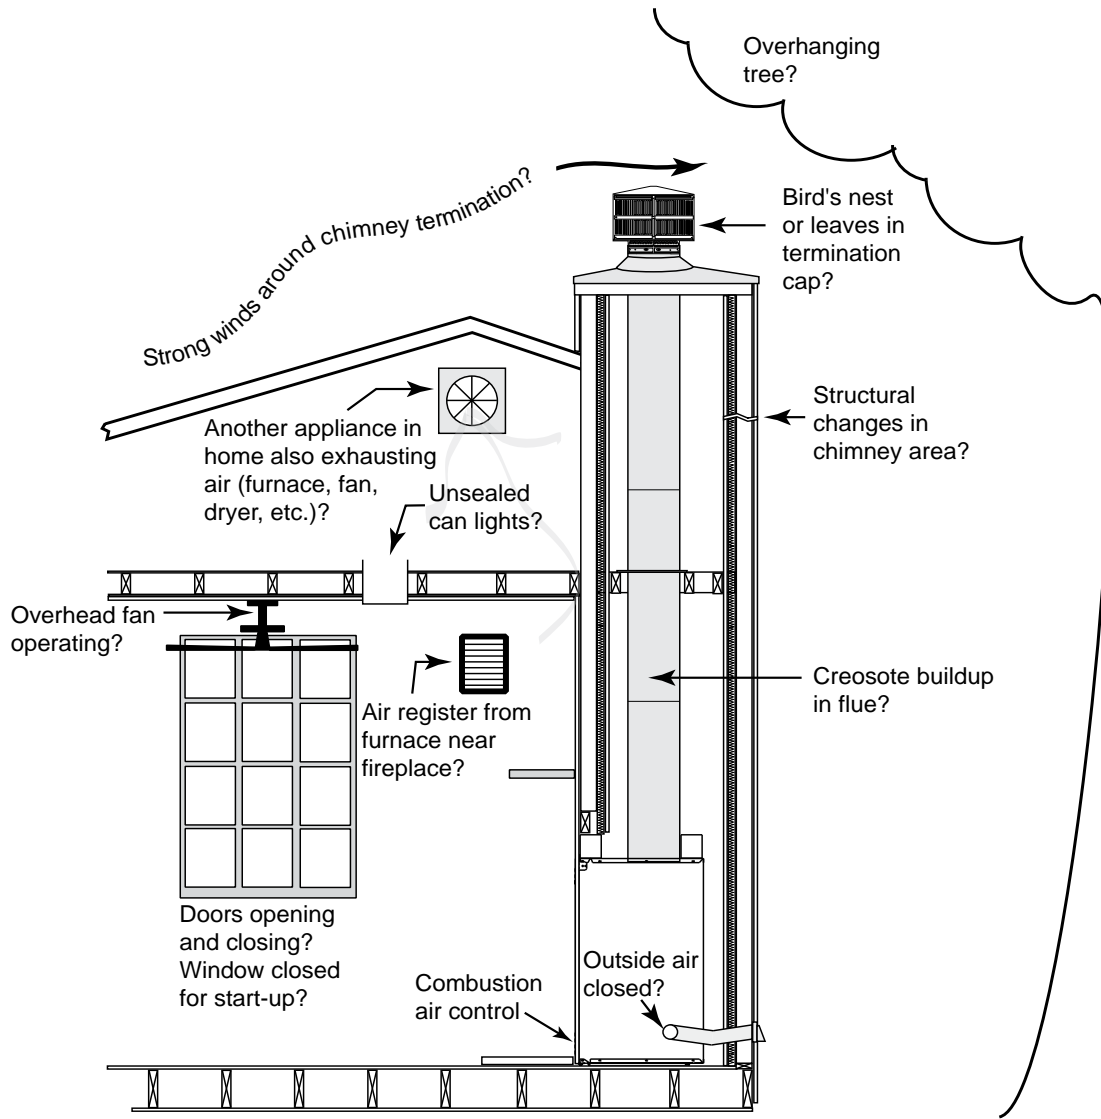 Overhanging
tree?
Strong winds around chimney termination?
Bird's nest
or leaves in
termination
cap?
Structural
changes in
chimney area?
Another appliance in
home also exhausting
air (furnace, fan,
dryer, etc.)?
Unsealed
can lights?
Overhead fan
operating?
Air register from
furnace near
fireplace?
Creosote buildup
in flue?
Doors opening
and closing?
Window closed
for start-up?
Combustion
air control
Outside air
closed?